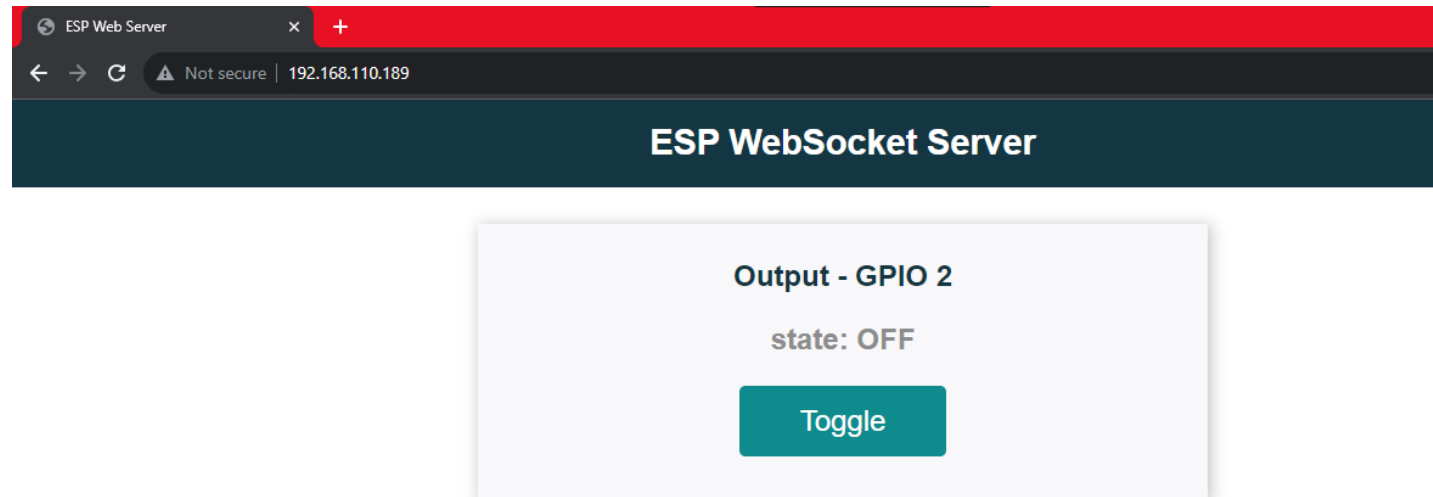 ESP Web Server
Not secure | 192.168.110.189
ESP WebSocket Server
Output - GPIO 2
state: OFF
Toggle